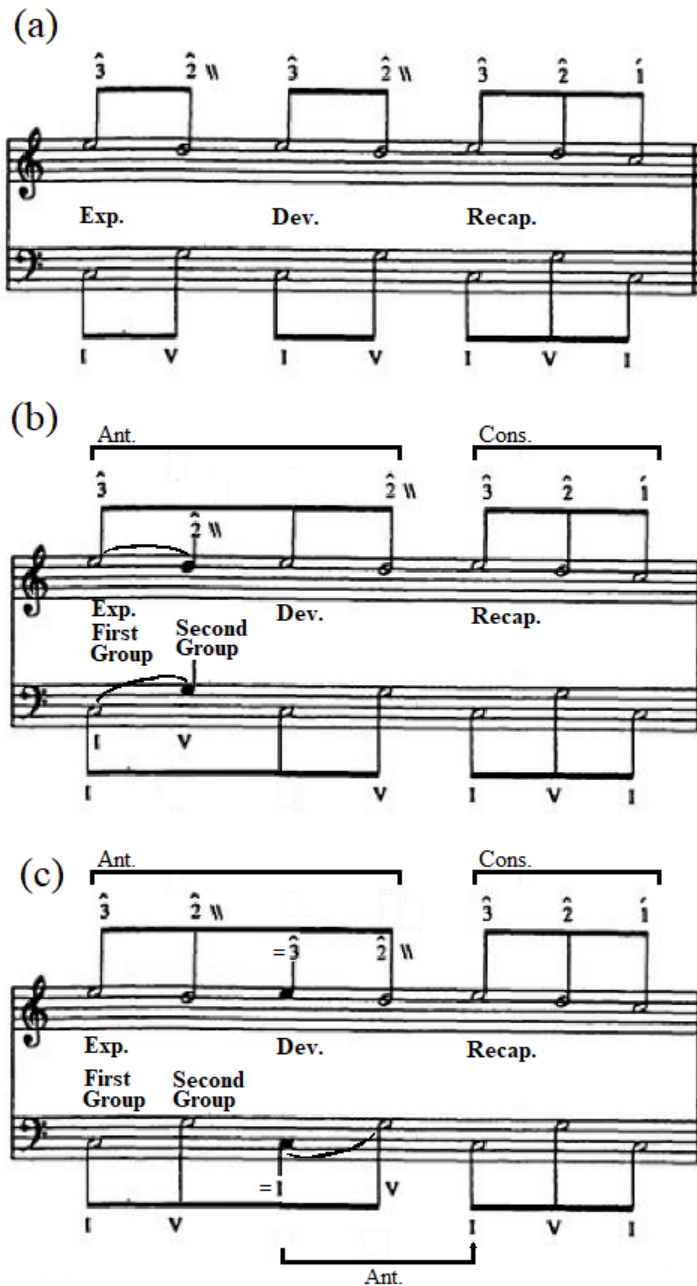 (a)
3̂ 2̂ \\ 3̂ 2̂ \\ 3̂ 2̂ 1̂
Exp. Dev. Recap.
I V I V I V I
(b)
Ant. Cons.
3̂ 2̂ \\ 3̂ 2̂ 1̂
2̂ \\
Exp. Dev. Recap.
First Second
Group Group
I V
I V I V I
(c)
Ant. Cons.
3̂ 2̂ \\ 3̂ 2̂ 1̂
=3̂ 2̂ \\
Exp. Dev. Recap.
First Second
Group Group
=I V
I V I V I
Ant.